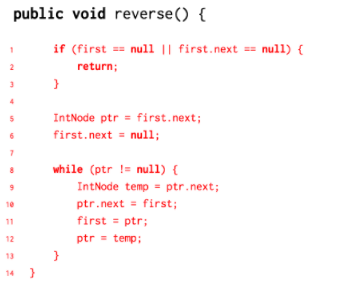 public void reverse() {
1 if (first == null || first.next == null) {
2 return;
3 }
4
5 IntNode ptr = first.next;
6 first.next = null;
7
8 while (ptr != null) {
9 IntNode temp = ptr.next;
10 ptr.next = first;
11 first = ptr;
12 ptr = temp;
13 }
14 }